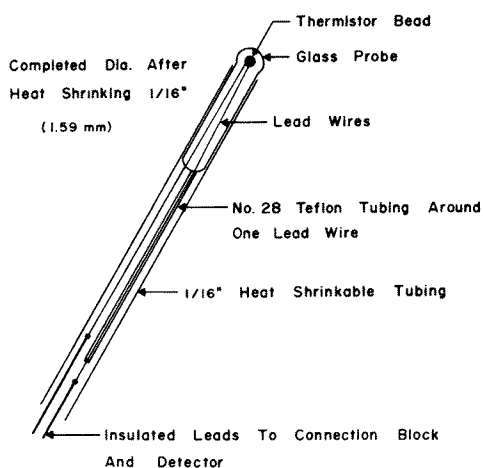 Thermistor Bead
Glass Probe
Completed Dia. After
Heat Shrinking 1/16"
(1.59 mm)
Lead Wires
No. 28 Teflon Tubing Around
One Lead Wire
1/16" Heat Shrinkable Tubing
Insulated Leads To Connection Block
And Detector